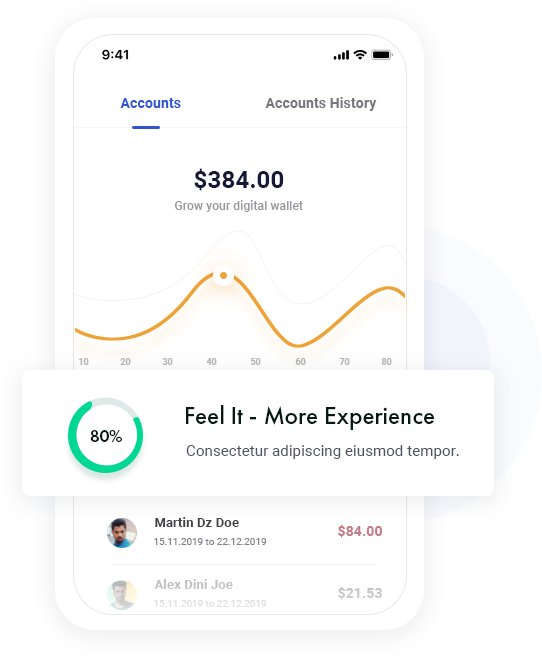 9:41
Accounts Accounts History
$384.00
Grow your digital wallet
10 20 30 40 50 60 70 80
80%
Feel It - More Experience
Consectetur adipiscing eiusmod tempor.
Martin Dz Doe
$84.00
15.11.2019 to 22.12.2019
Alex Dini Joe
$21.53
15.11.2019 to 22.12.2019